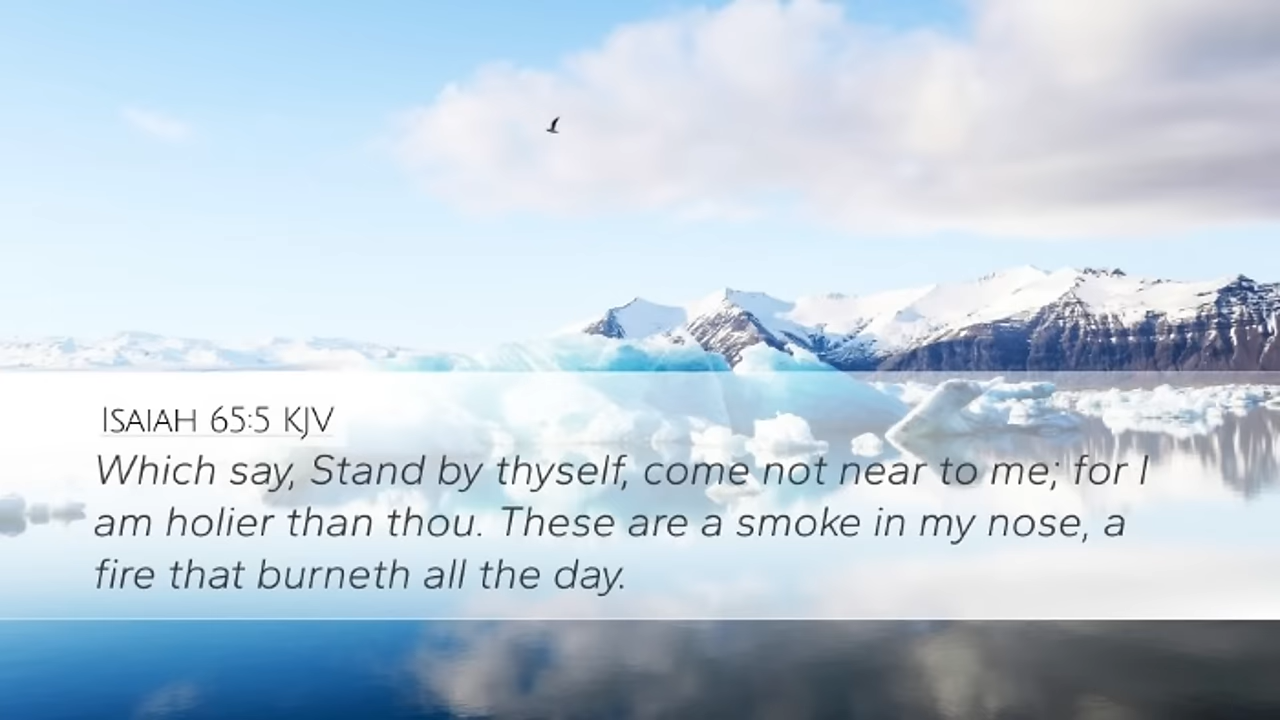 Isaiah 65:5 KJV
Which say, Stand by thyself, come not near to me; for I
am holier than thou. These are a smoke in my nose, a
fire that burneth all the day.